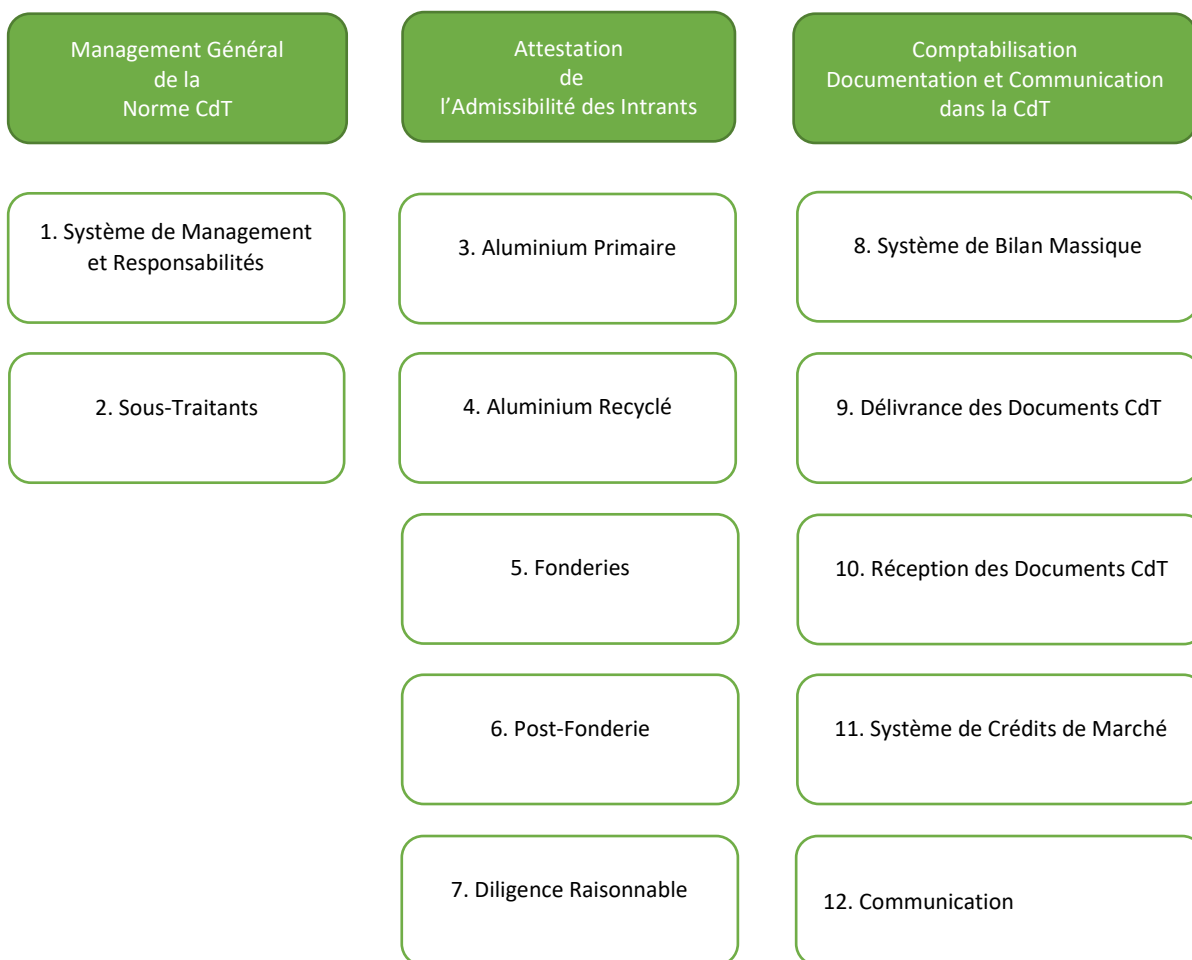 Management Général
de la
Norme CdT
Attestation
de
l’Admissibilité des Intrants
Comptabilisation
Documentation et Communication
dans la CdT
1. Système de Management
et Responsabilités
2. Sous-Traitants
3. Aluminium Primaire
4. Aluminium Recyclé
5. Fonderies
6. Post-Fonderie
7. Diligence Raisonnable
8. Système de Bilan Massique
9. Délivrance des Documents CdT
10. Réception des Documents CdT
11. Système de Crédits de Marché
12. Communication